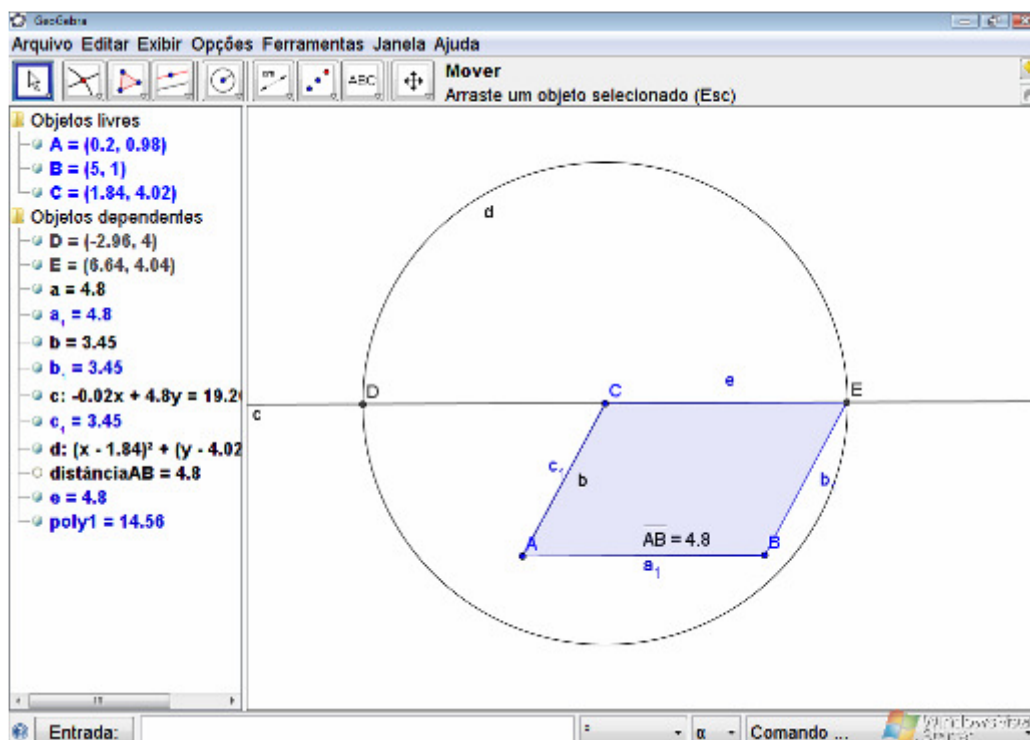 GeoGebra
Arquivo Editar Exibir Opções Ferramentas Janela Ajuda
ABC
Mover
Arraste um objeto selecionado (Esc)
Objetos livres
A = (0.2, 0.98)
B = (5, 1)
C = (1.84, 4.02)
Objetos dependentes
D = (-2.96, 4)
E = (6.64, 4.04)
a = 4.8
a₁ = 4.8
b = 3.45
b₁ = 3.45
c: -0.02x + 4.8y = 19.2
c₁ = 3.45
d: (x - 1.84)² + (y - 4.02
distânciaAB = 4.8
e = 4.8
poly1 = 14.56
d
D
C
e
E
c
c₁
b
b
A
AB = 4.8
B
a₁
Entrada:
α
Comando ...